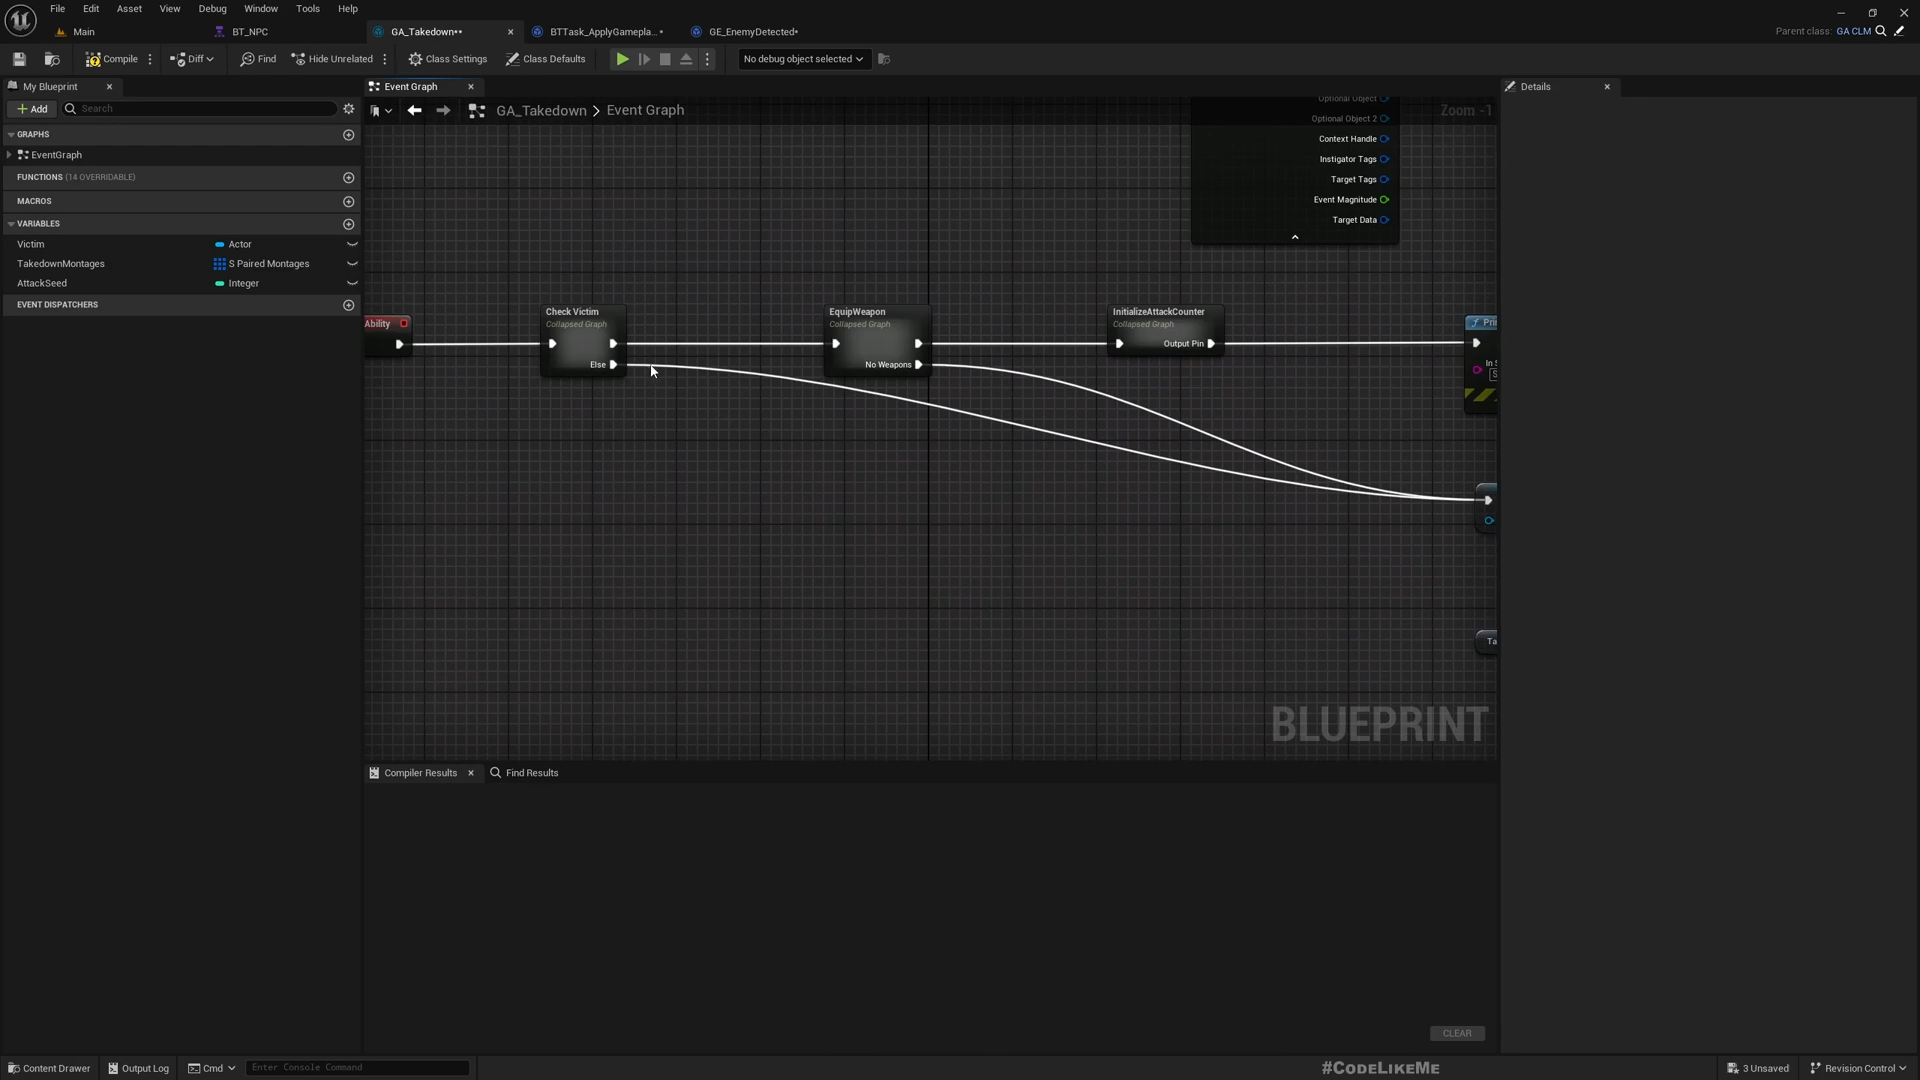 File Edit Asset View Debug Window Tools Help
Main BT_NPC GA_Takedown•• BTTask_ApplyGamepla... • GE_EnemyDetected•
Parent class: GA CLM
Compile Diff Find Hide Unrelated Class Settings Class Defaults No debug object selected
My Blueprint Event Graph Details
Add Search
GA_Takedown > Event Graph Zoom -1
GRAPHS
EventGraph
FUNCTIONS (14 OVERRIDABLE)
MACROS
VARIABLES
Victim Actor
TakedownMontages S Paired Montages
AttackSeed Integer
EVENT DISPATCHERS
Optional Object
Optional Object 2
Context Handle
Instigator Tags
Target Tags
Event Magnitude
Target Data
Ability
Check Victim
Collapsed Graph
Else
EquipWeapon
Collapsed Graph
No Weapons
InitializeAttackCounter
Collapsed Graph
Output Pin
Prin
In S
S
Ta
BLUEPRINT
Compiler Results Find Results
CLEAR
Content Drawer Output Log Cmd Enter Console Command #CODELIKEME 3 Unsaved Revision Control